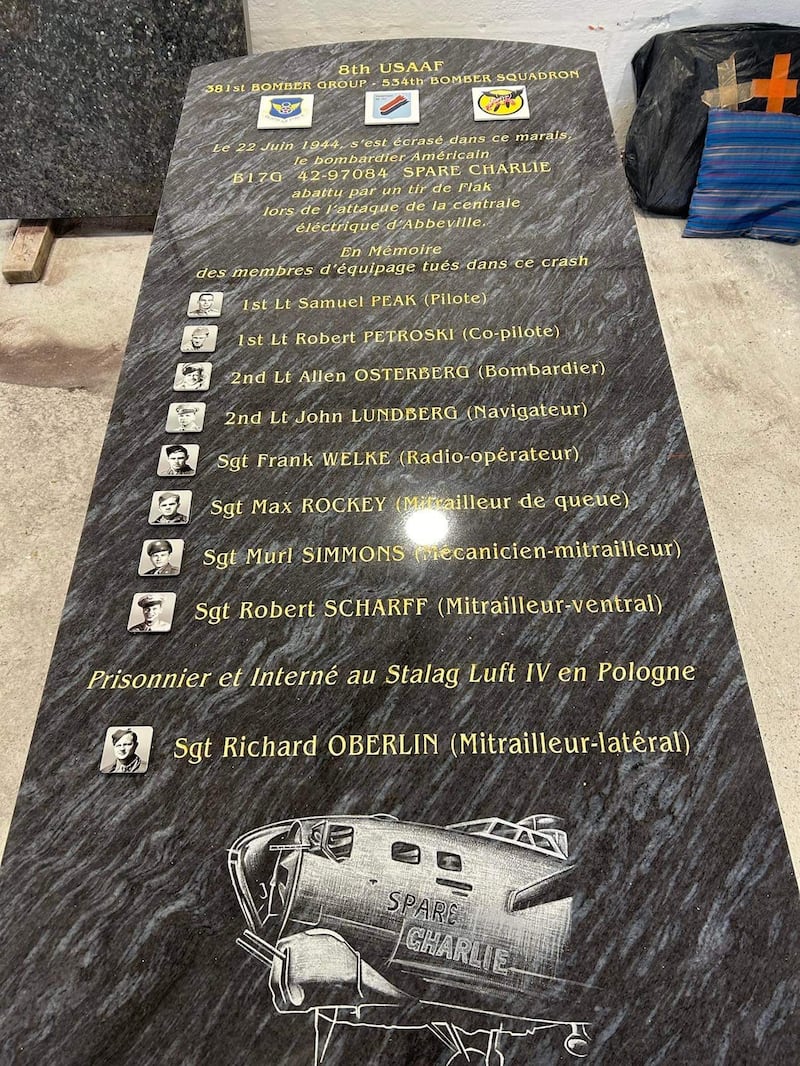 8th USAAF
381st BOMBER GROUP - 534th BOMBER SQUADRON
Le 22 Juin 1944, s'est écrasé dans ce marais,
le bombardier Américain
B17G 42-97084 SPARE CHARLIE
abattu par un tir de Flak
lors de l'attaque de la centrale
éléctrique d'Abbeville.
En Mémoire
des membres d'équipage tués dans ce crash
1st Lt Samuel PEAK (Pilote)
1st Lt Robert PETROSKI (Co-pilote)
2nd Lt Allen OSTERBERG (Bombardier)
2nd Lt John LUNDBERG (Navigateur)
Sgt Frank WELKE (Radio-opérateur)
Sgt Max ROCKEY (Mitrailleur de queue)
Sgt Murl SIMMONS (Mécanicien-mitrailleur)
Sgt Robert SCHARFF (Mitrailleur-ventral)
Prisonnier et Interné au Stalag Luft IV en Pologne
Sgt Richard OBERLIN (Mitrailleur-latéral)
SPARE
CHARLIE